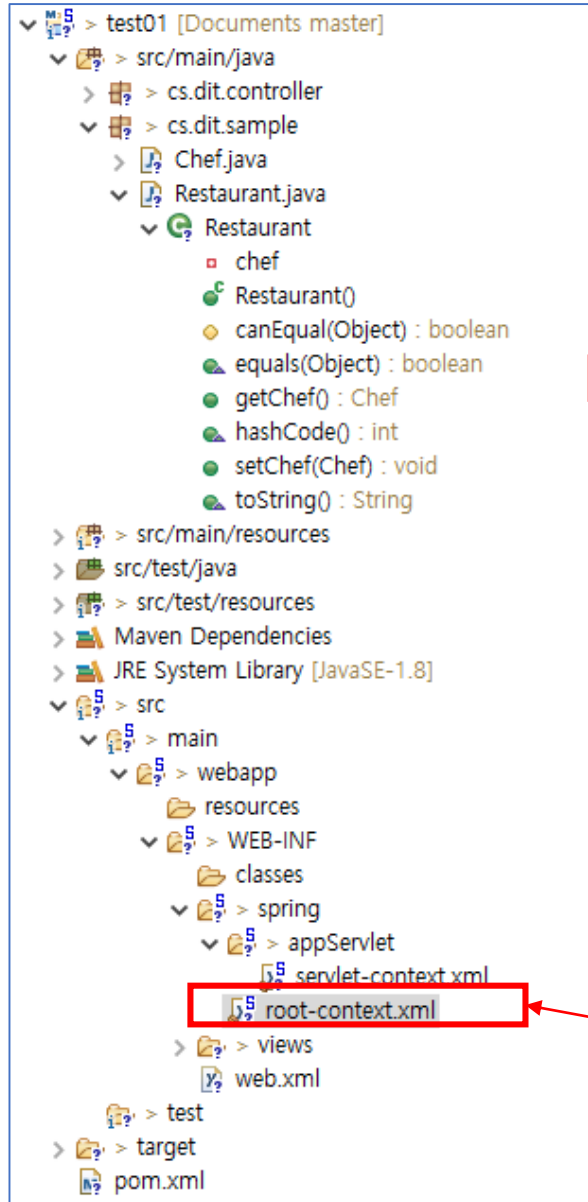 > test01 [Documents master]
> src/main/java
> cs.dit.controller
> cs.dit.sample
Chef.java
Restaurant.java
Restaurant
chef
Restaurant()
canEqual(Object) : boolean
equals(Object) : boolean
getChef() : Chef
hashCode() : int
setChef(Chef) : void
toString() : String
> src/main/resources
src/test/java
> src/test/resources
Maven Dependencies
JRE System Library [JavaSE-1.8]
> src
> main
> webapp
resources
> WEB-INF
classes
> spring
> appServlet
servlet-context.xml
root-context.xml
> views
web.xml
> test
> target
pom.xml